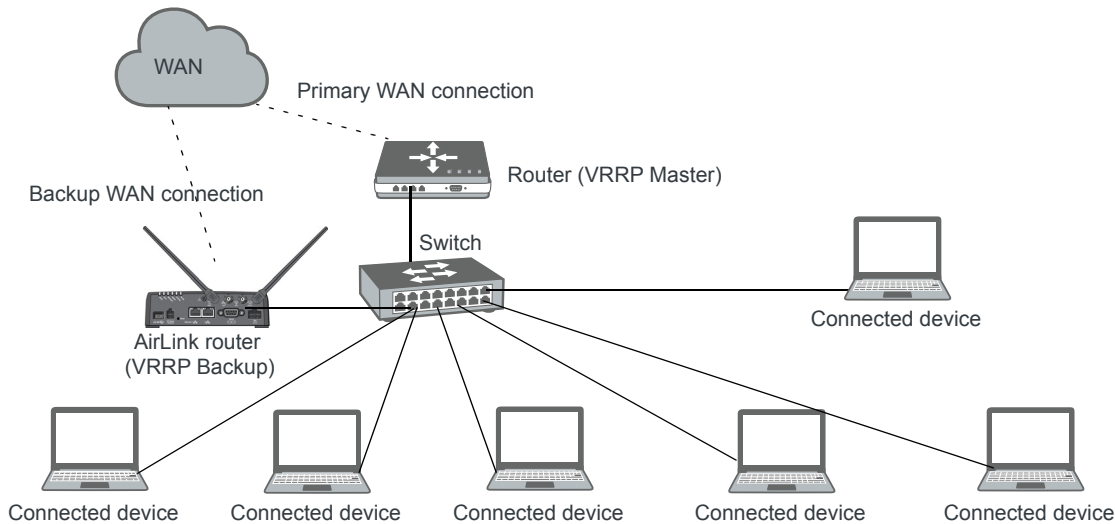 WAN
Primary WAN connection
Router (VRRP Master)
Backup WAN connection
Switch
Connected device
AirLink router
(VRRP Backup)
Connected device
Connected device
Connected device
Connected device
Connected device